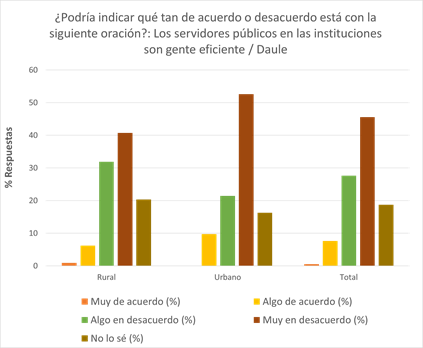 ¿Podría indicar qué tan de acuerdo o desacuerdo está con la
siguiente oración?: Los servidores públicos en las instituciones
son gente eficiente / Daule
60
50
40
30
20
10
0
% Respuestas
Rural
Urbano
Total
Muy de acuerdo (%)
Algo de acuerdo (%)
Algo en desacuerdo (%)
Muy en desacuerdo (%)
No lo sé (%)